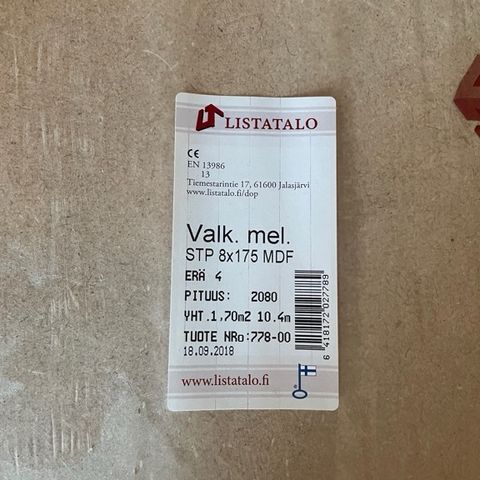 LISTATALO
CE
EN 13986
13
Tiemestarintie 17, 61600 Jalasjärvi
www.listatalo.fi/dop
Valk. mel.
STP 8x175 MDF
ERÄ 4
PITUUS: 2080
YHT.1,70m2 10.4m
TUOTE NRo:778-00
18.09.2018
6 418172 027789
www.listatalo.fi